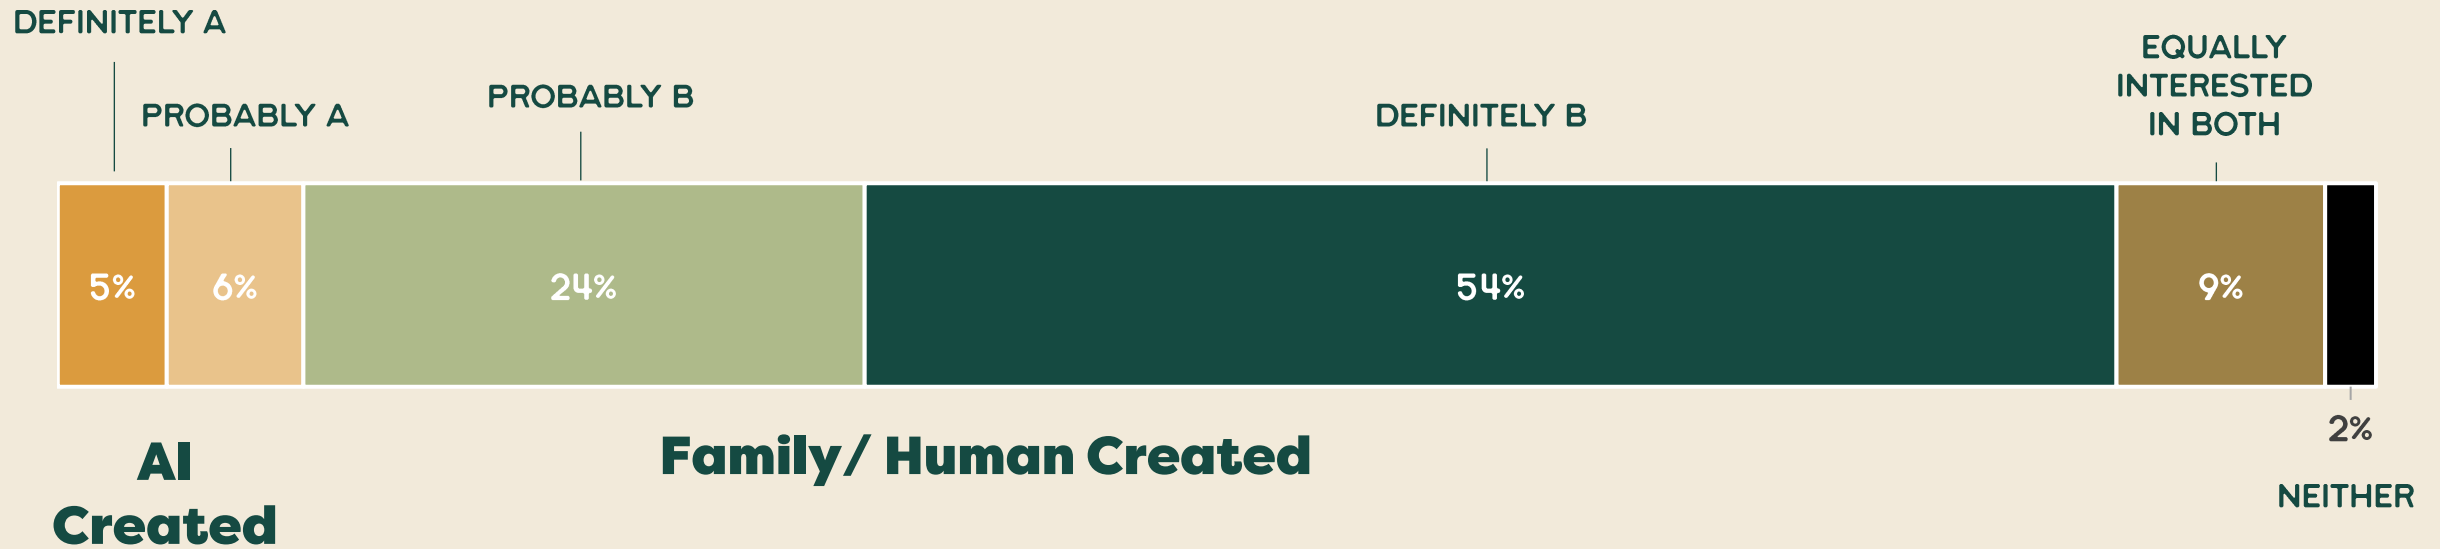 DEFINITELY A
PROBABLY A
PROBABLY B
DEFINITELY B
EQUALLY
INTERESTED
IN BOTH
5%
6%
24%
54%
9%
2%
NEITHER
AI
Created
Family/ Human Created